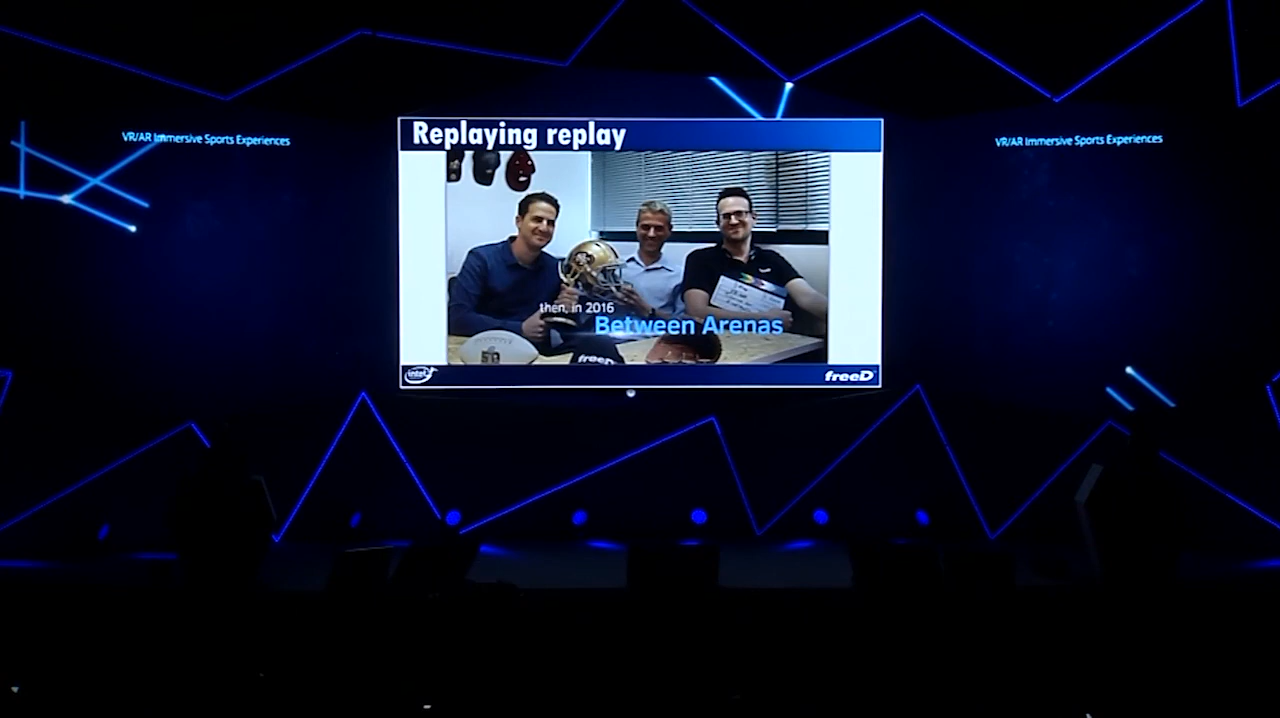 VR/AR Immersive Sports Experiences
Replaying replay
VR/AR Immersive Sports Experiences
then, in 2016
Between Arenas
freeD
intel
freeD